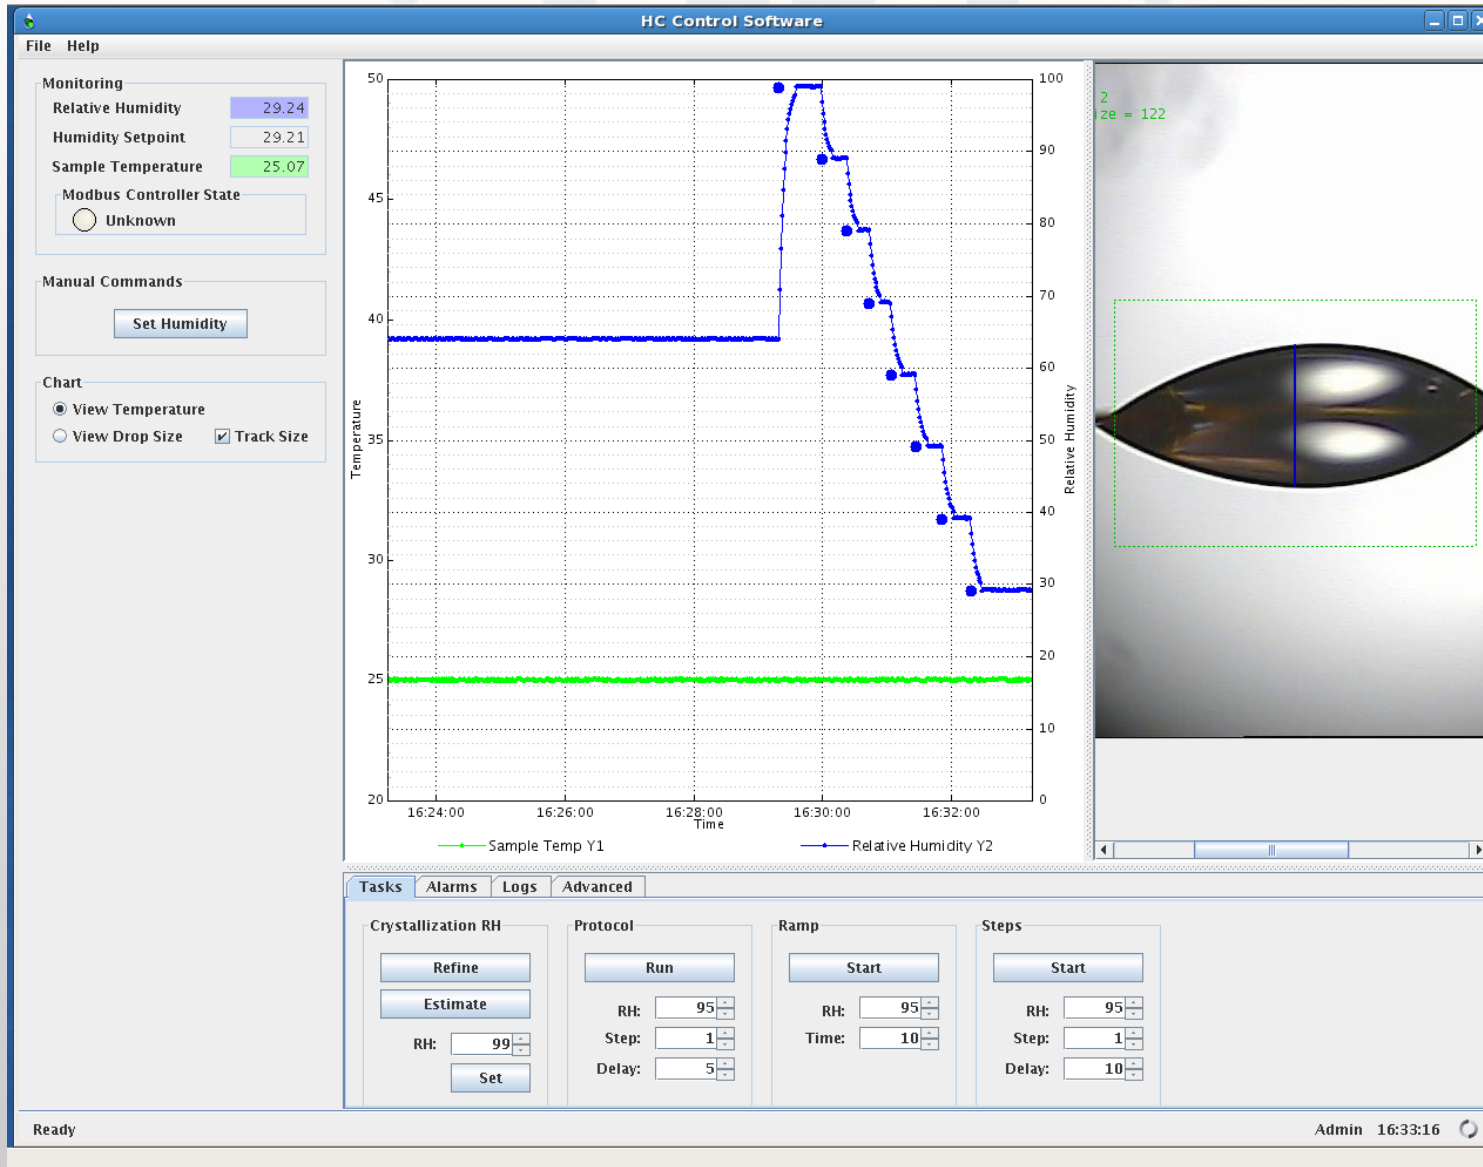 HC Control Software
File Help
Monitoring
Relative Humidity 29.24
Humidity Setpoint 29.21
Sample Temperature 25.07
Modbus Controller State
Unknown
Manual Commands
Set Humidity
Chart
View Temperature
View Drop Size Track Size
50
45
40
35
30
25
20
Temperature
100
90
80
70
60
50
40
30
20
10
0
Relative Humidity
16:24:00 16:26:00 16:28:00 16:30:00 16:32:00
Time
Sample Temp Y1 Relative Humidity Y2
2
ize = 122
Tasks Alarms Logs Advanced
Crystallization RH
Refine
Estimate
RH: 99
Set
Protocol
Run
RH: 95
Step: 1
Delay: 5
Ramp
Start
RH: 95
Time: 10
Steps
Start
RH: 95
Step: 1
Delay: 10
Ready Admin 16:33:16